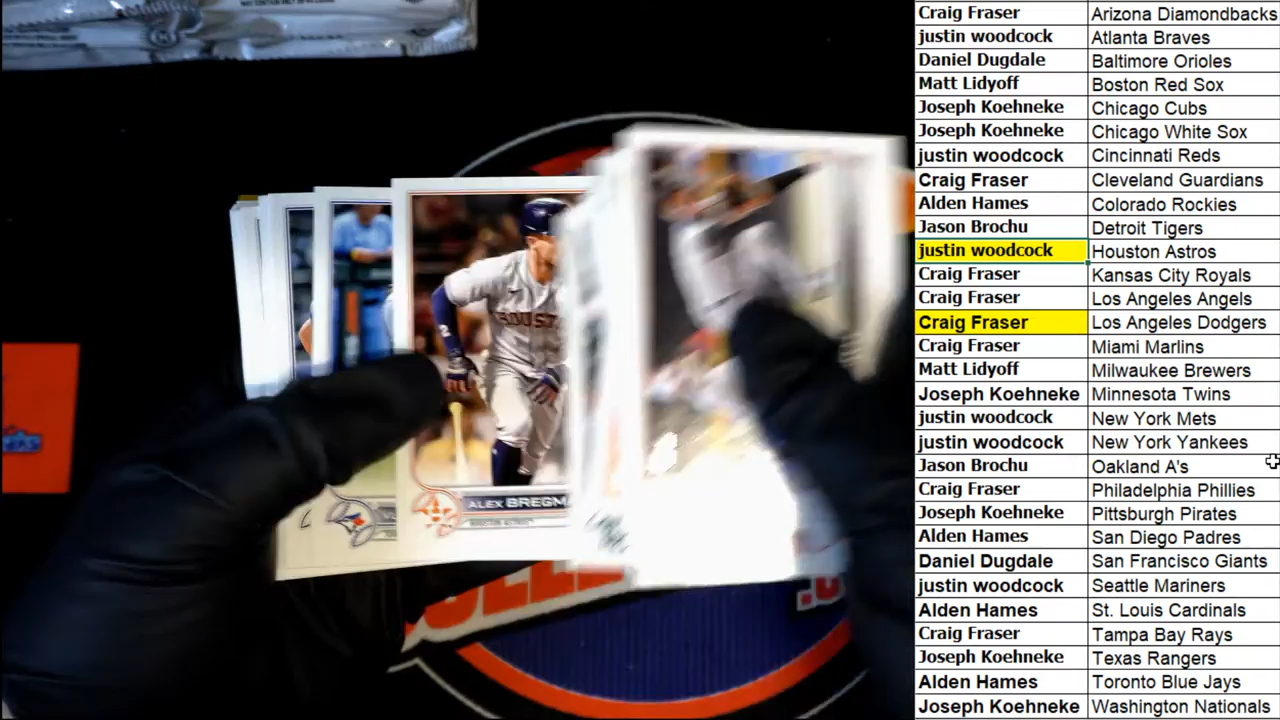 Craig Fraser Arizona Diamondbacks
justin woodcock Atlanta Braves
Daniel Dugdale Baltimore Orioles
Matt Lidyoff Boston Red Sox
Joseph Koehneke Chicago Cubs
Joseph Koehneke Chicago White Sox
justin woodcock Cincinnati Reds
Craig Fraser Cleveland Guardians
Alden Hames Colorado Rockies
Jason Brochu Detroit Tigers
justin woodcock Houston Astros
Craig Fraser Kansas City Royals
Craig Fraser Los Angeles Angels
Craig Fraser Los Angeles Dodgers
Craig Fraser Miami Marlins
Matt Lidyoff Milwaukee Brewers
Joseph Koehneke Minnesota Twins
justin woodcock New York Mets
justin woodcock New York Yankees
Jason Brochu Oakland A's
Craig Fraser Philadelphia Phillies
Joseph Koehneke Pittsburgh Pirates
Alden Hames San Diego Padres
Daniel Dugdale San Francisco Giants
justin woodcock Seattle Mariners
Alden Hames St. Louis Cardinals
Craig Fraser Tampa Bay Rays
Joseph Koehneke Texas Rangers
Alden Hames Toronto Blue Jays
Joseph Koehneke Washington Nationals
ALEX BREGM
HOUSTON ASTROS